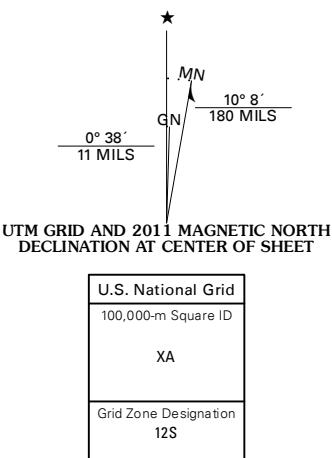 ★
MN
10° 8´
180 MILS
GN
0° 38´
11 MILS
UTM GRID AND 2011 MAGNETIC NORTH
DECLINATION AT CENTER OF SHEET
U.S. National Grid
100,000-m Square ID
XA
Grid Zone Designation
12S